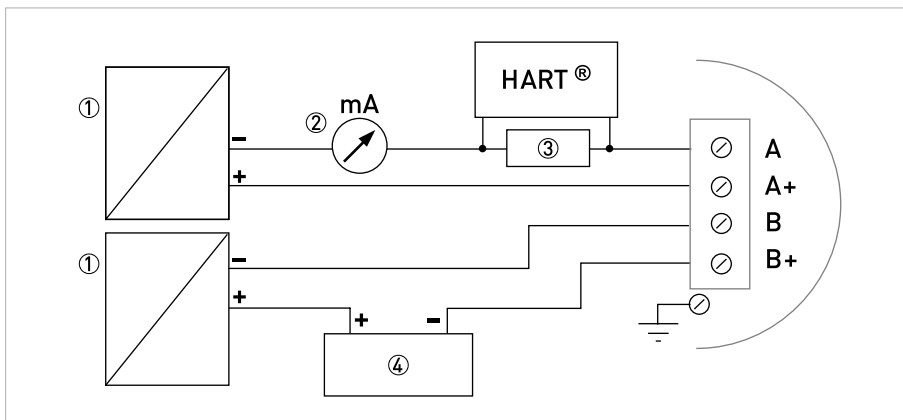 HART ®
①
mA
②
−
③
A
+
A+
B
①
−
B+
+
+
−
④